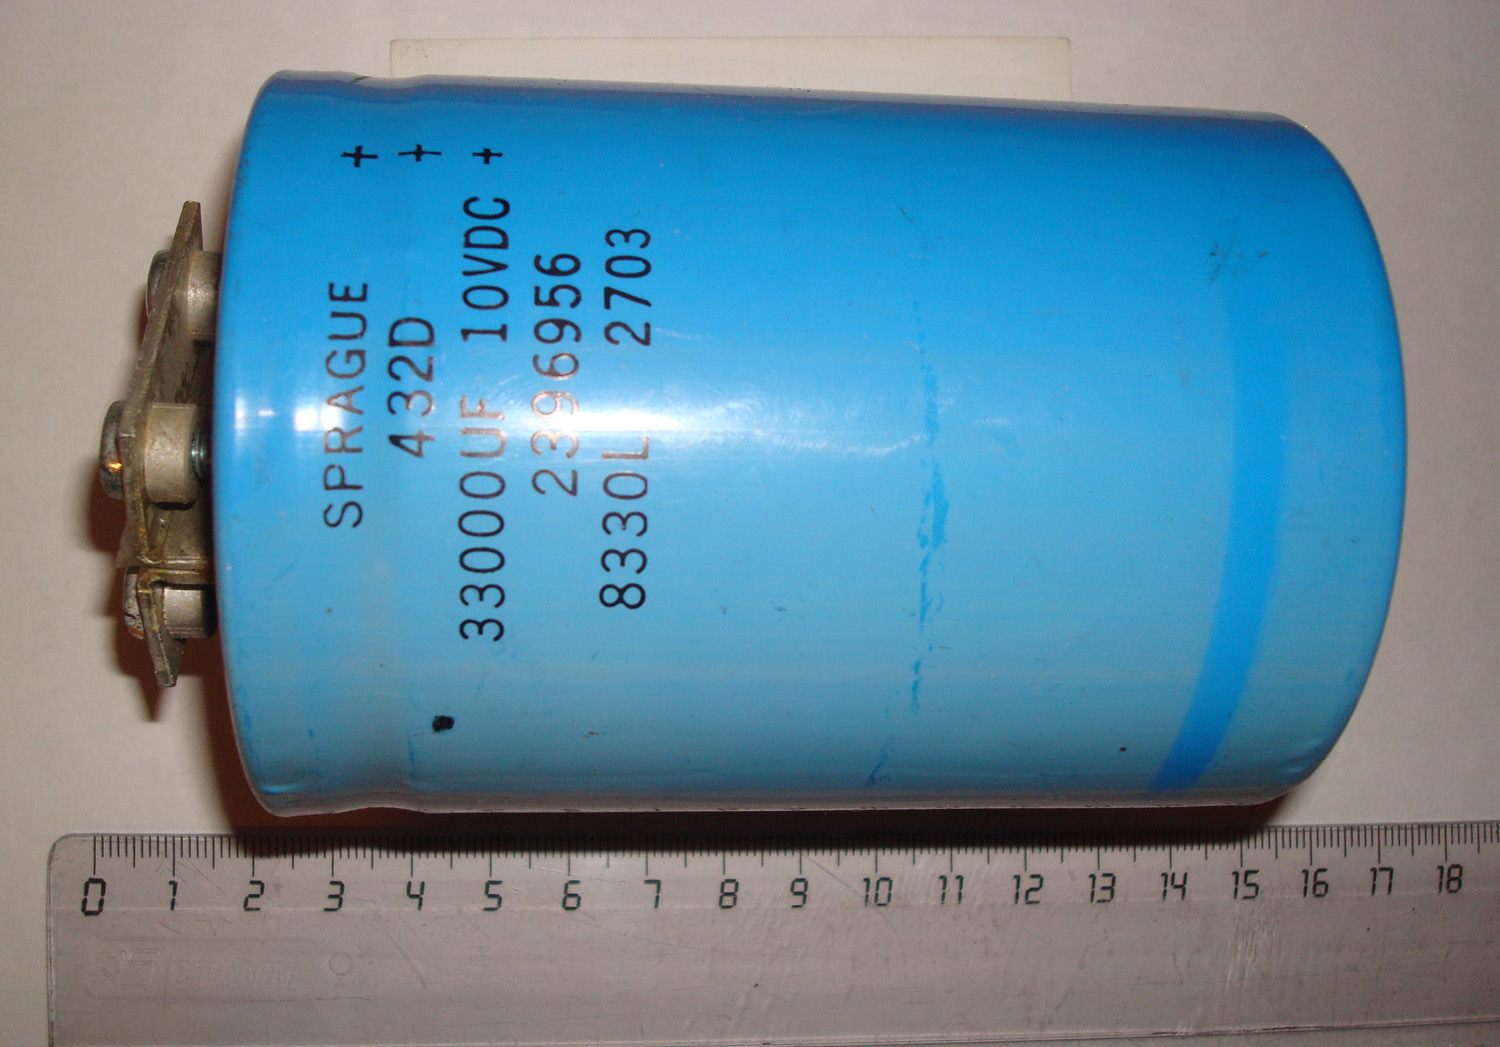 SPRAGUE +
432D +
33000UF 10VDC +
2396956
8330L 2703
0 1 2 3 4 5 6 7 8 9 10 11 12 13 14 15 16 17 18